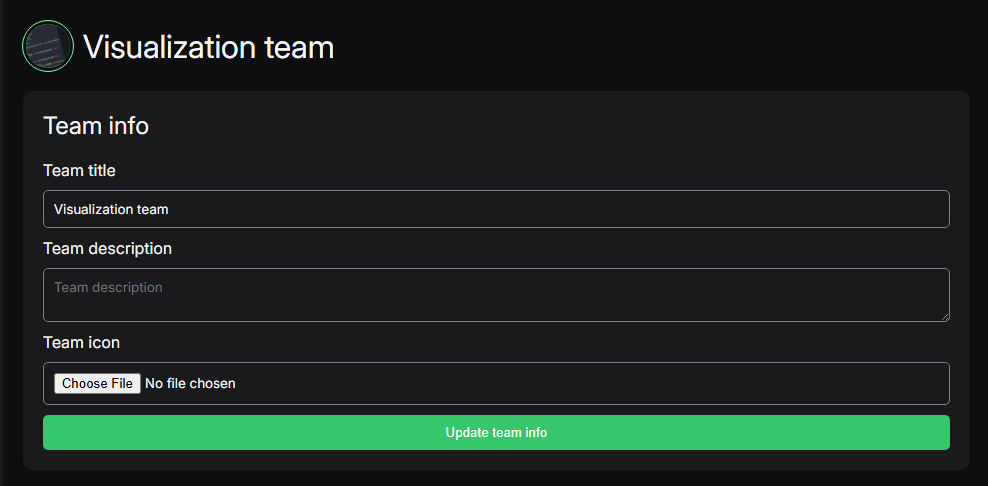 Visualization team
Team info
Team title
Visualization team
Team description
Team description
Team icon
Choose File No file chosen
Update team info